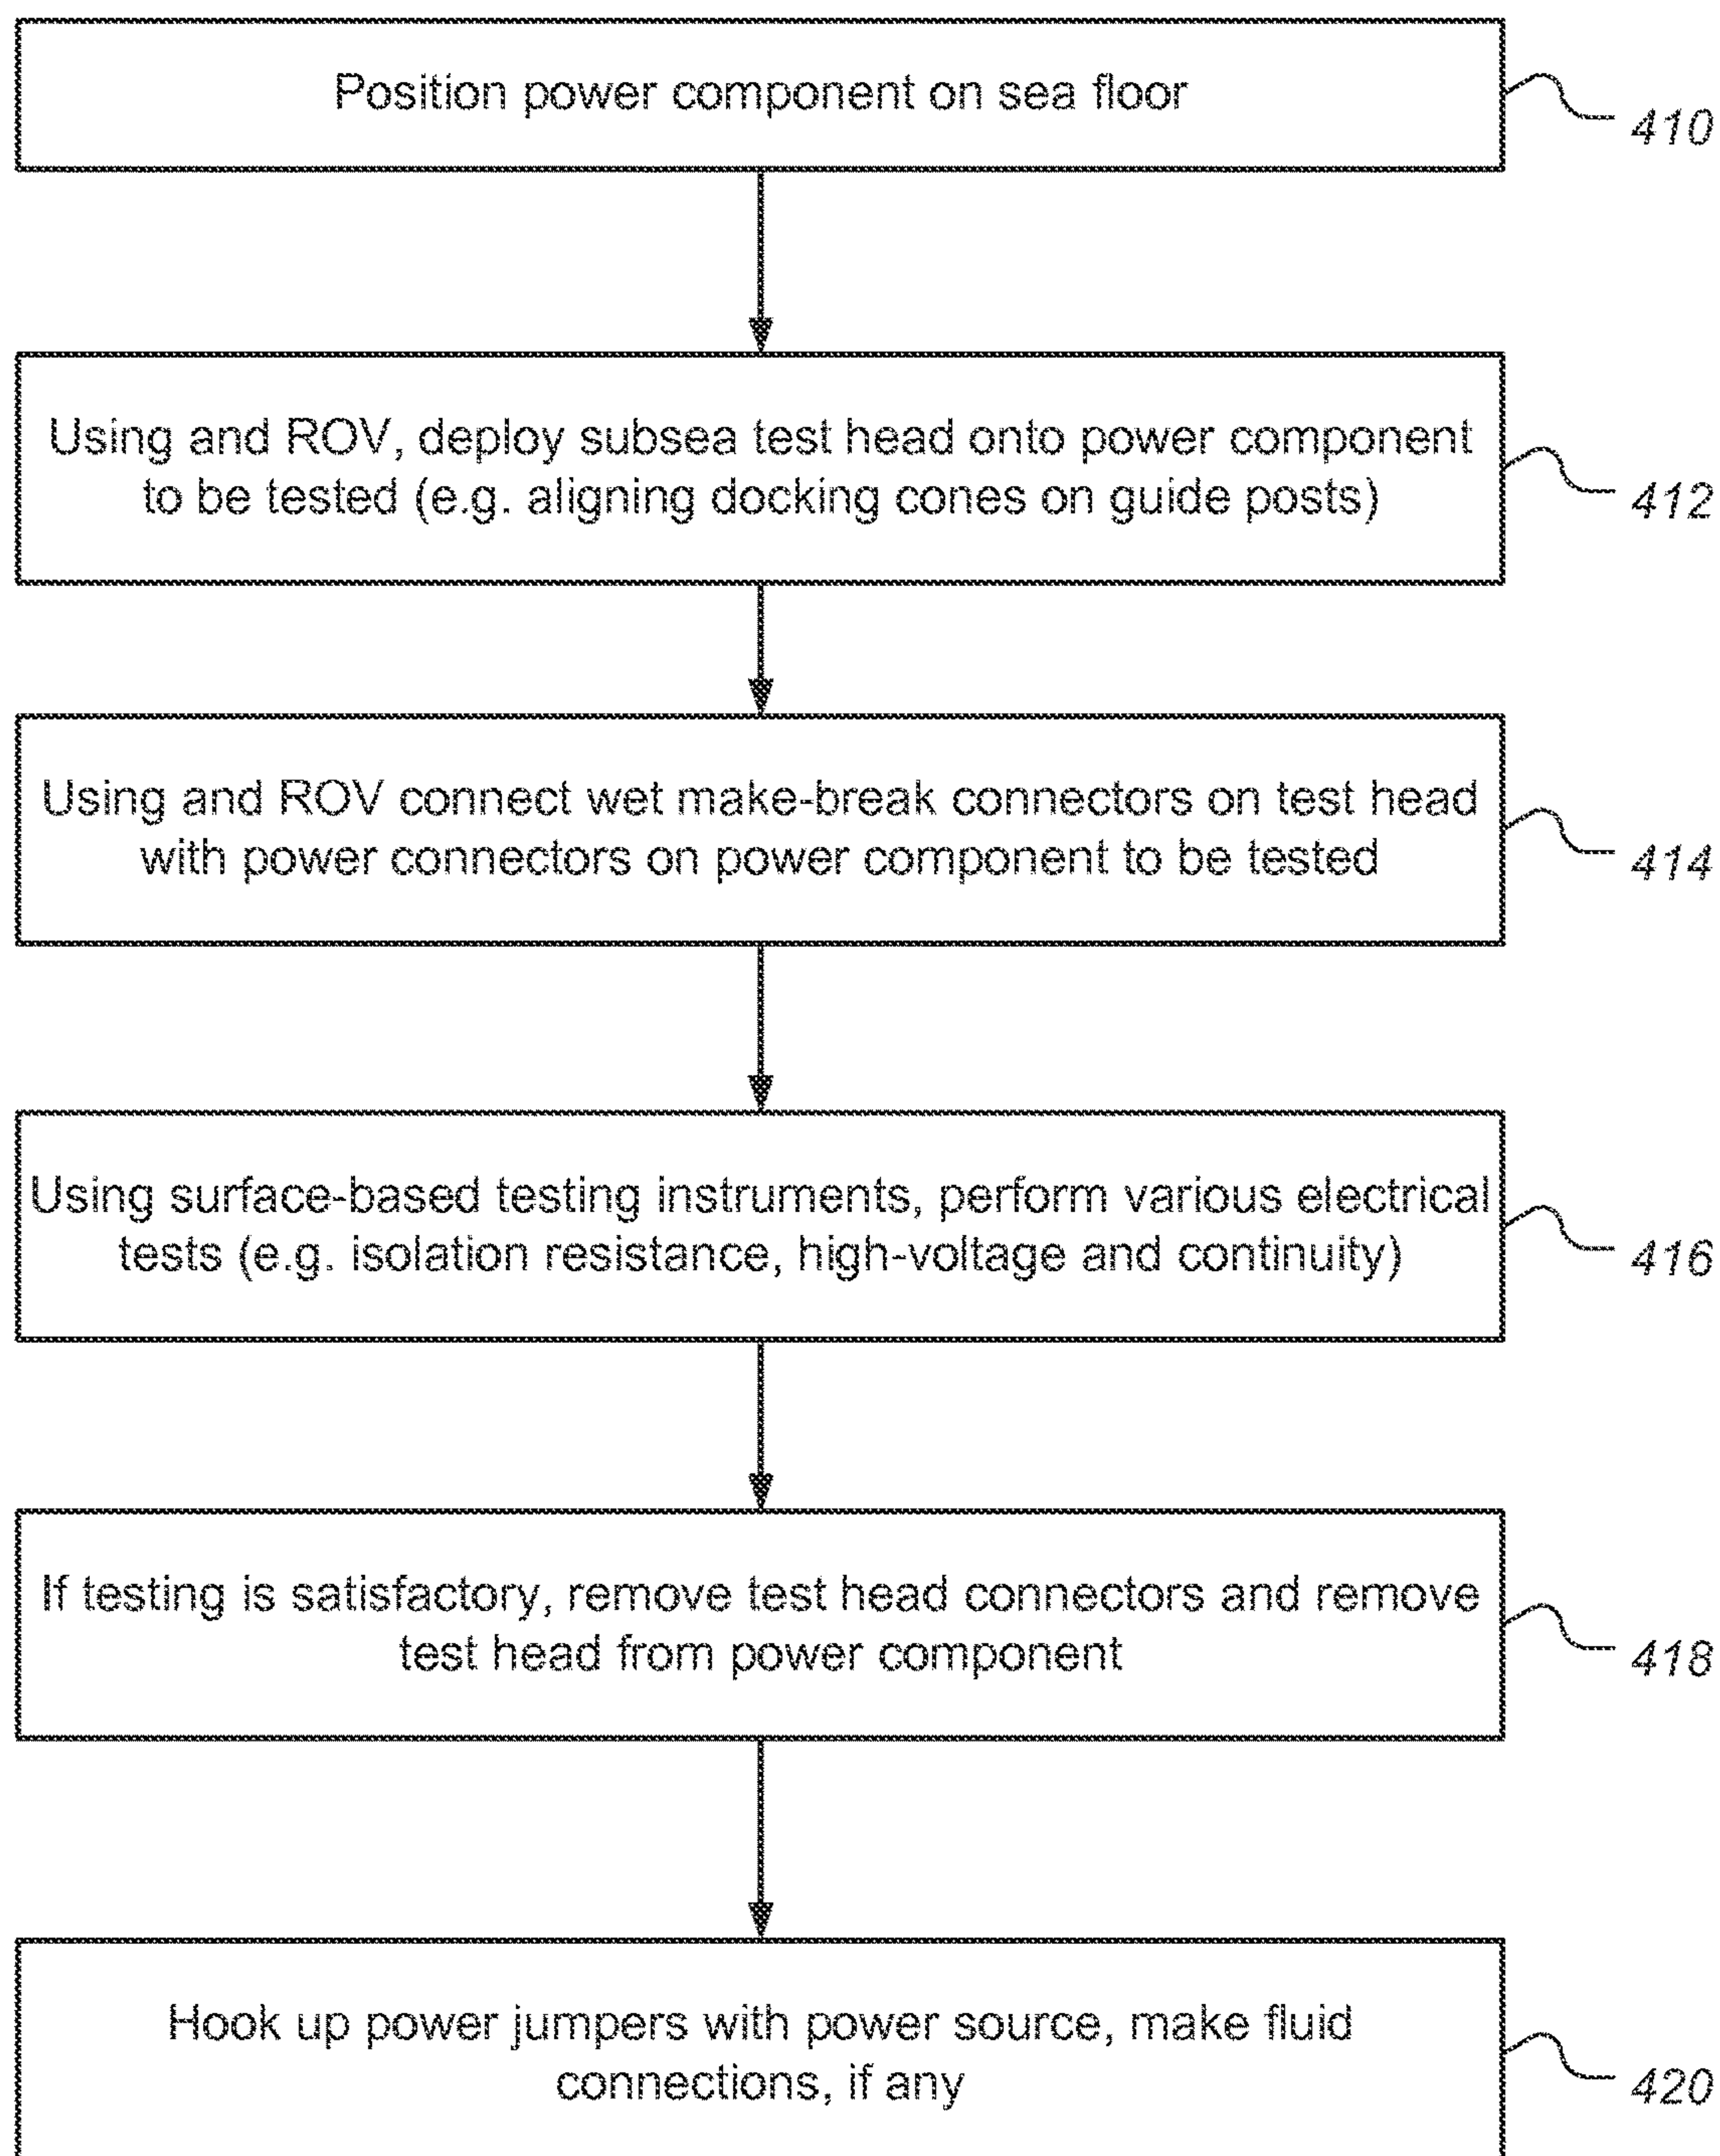 Position power component on sea floor
410
Using and ROV, deploy subsea test head onto power component
to be tested (e.g. aligning docking cones on guide posts)
412
Using and ROV connect wet make-break connectors on test head
with power connectors on power component to be tested
414
Using surface-based testing instruments, perform various electrical
tests (e.g. isolation resistance, high-voltage and continuity)
416
If testing is satisfactory, remove test head connectors and remove
test head from power component
418
Hook up power jumpers with power source, make fluid
connections, if any
420